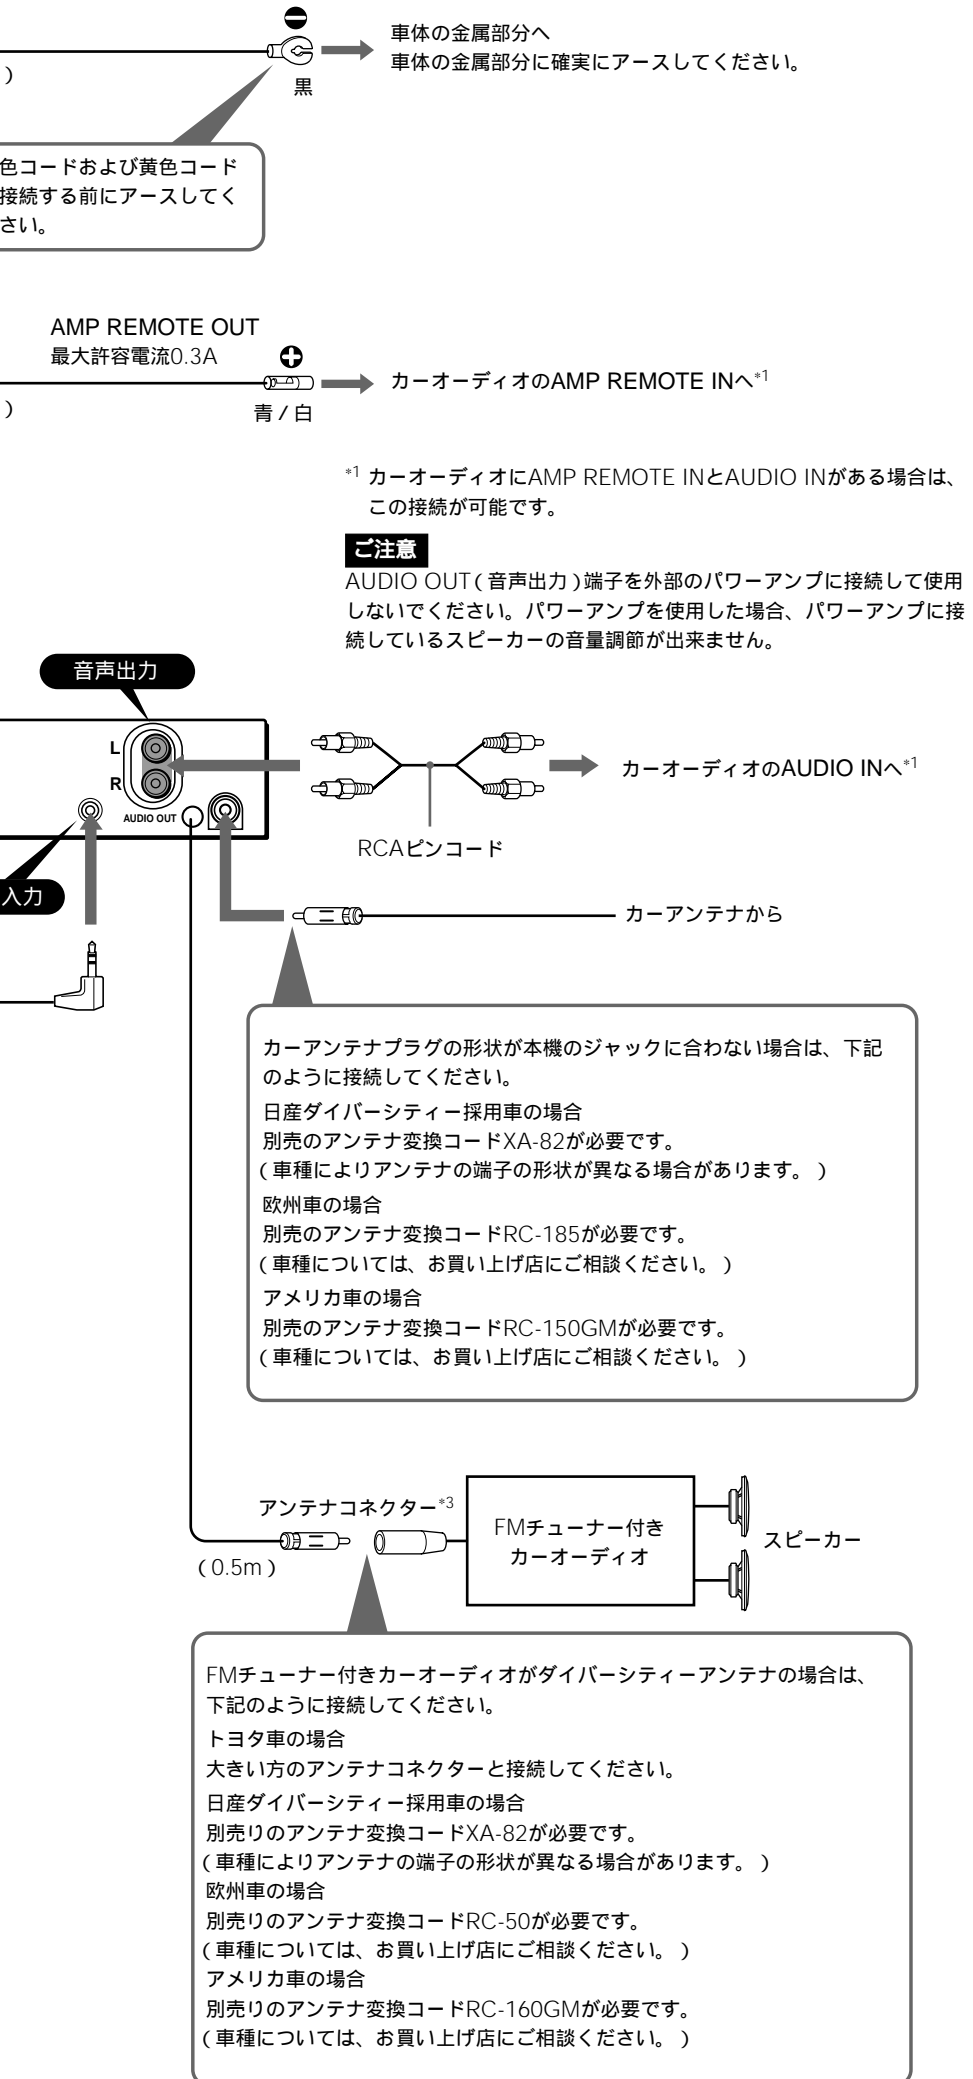 車体の金属部分へ
車体の金属部分に確実にアースしてください。
)
黒
色コードおよび黄色コード
接続する前にアースしてく
さい。
AMP REMOTE OUT
最大許容電流0.3A
カーオーディオのAMP REMOTE INへ*1
)
青 / 白
*1 カーオーディオにAMP REMOTE INとAUDIO INがある場合は、
この接続が可能です。
ご注意
AUDIO OUT(音声出力)端子を外部のパワーアンプに接続して使用
しないでください。パワーアンプを使用した場合、パワーアンプに接
続しているスピーカーの音量調節が出来ません。
音声出力
L
R
AUDIO OUT
カーオーディオのAUDIO INへ*1
RCAピンコード
入力
カーアンテナから
カーアンテナプラグの形状が本機のジャックに合わない場合は、下記
のように接続してください。
日産ダイバーシティー採用車の場合
別売のアンテナ変換コードXA-82が必要です。
(車種によりアンテナの端子の形状が異なる場合があります。)
欧州車の場合
別売のアンテナ変換コードRC-185が必要です。
(車種については、お買い上げ店にご相談ください。)
アメリカ車の場合
別売のアンテナ変換コードRC-150GMが必要です。
(車種については、お買い上げ店にご相談ください。)
アンテナコネクター*3
(0.5m)
FMチューナー付き
カーオーディオ
スピーカー
FMチューナー付きカーオーディオがダイバーシティーアンテナの場合は、
下記のように接続してください。
トヨタ車の場合
大きい方のアンテナコネクターと接続してください。
日産ダイバーシティー採用車の場合
別売りのアンテナ変換コードXA-82が必要です。
(車種によりアンテナの端子の形状が異なる場合があります。)
欧州車の場合
別売りのアンテナ変換コードRC-50が必要です。
(車種については、お買い上げ店にご相談ください。)
アメリカ車の場合
別売りのアンテナ変換コードRC-160GMが必要です。
(車種については、お買い上げ店にご相談ください。)